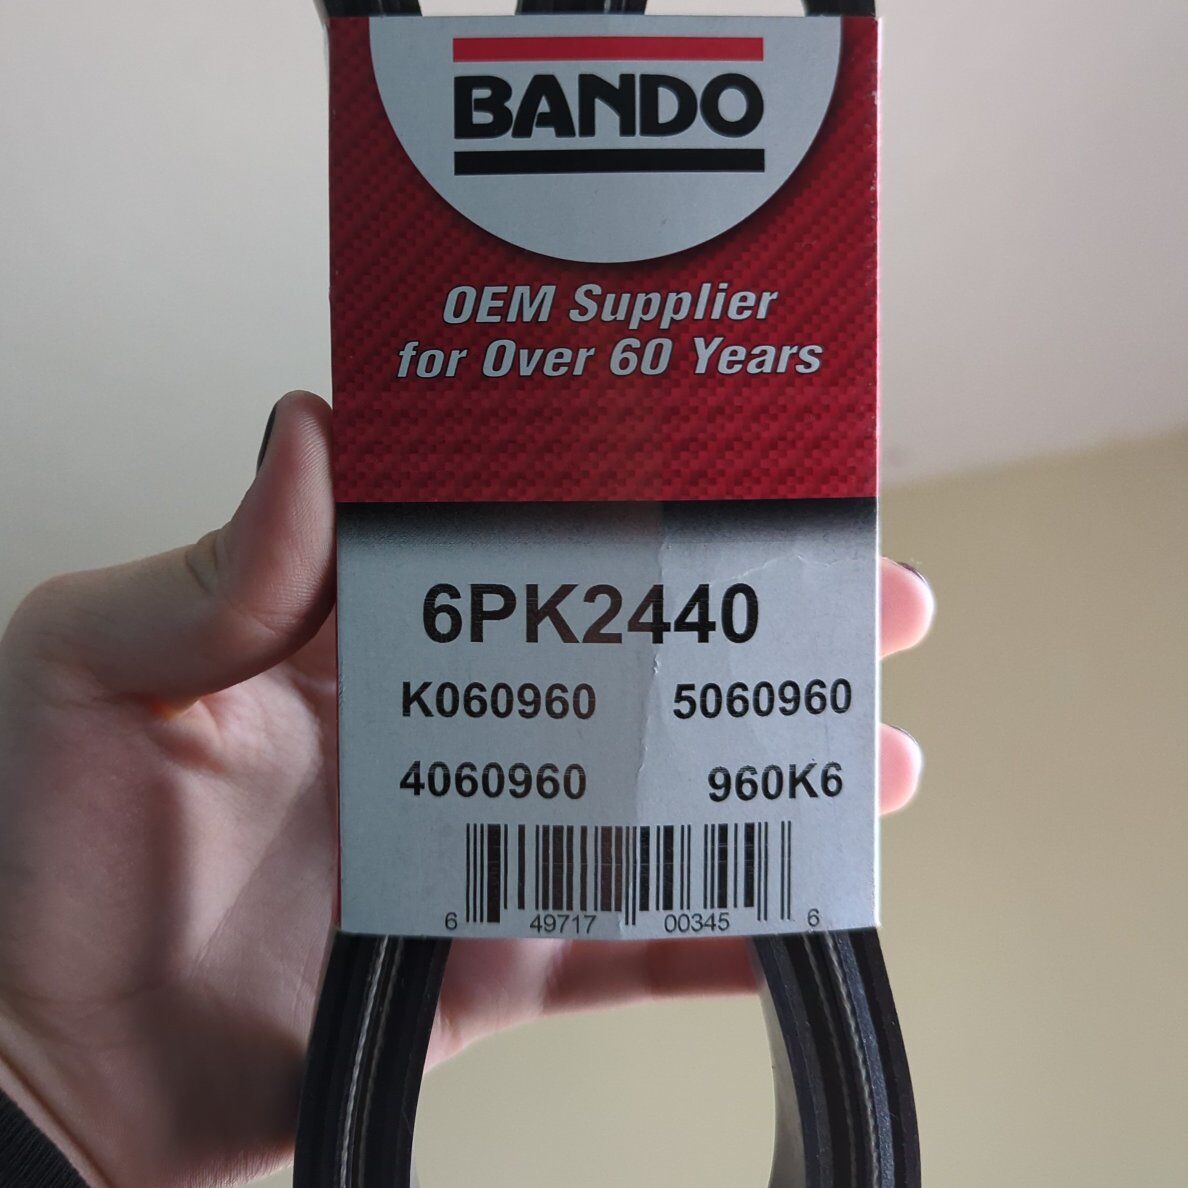 BANDO
OEM Supplier
for Over 60 Years
6PK2440
K060960 5060960
4060960 960K6
6 49717 00345 6